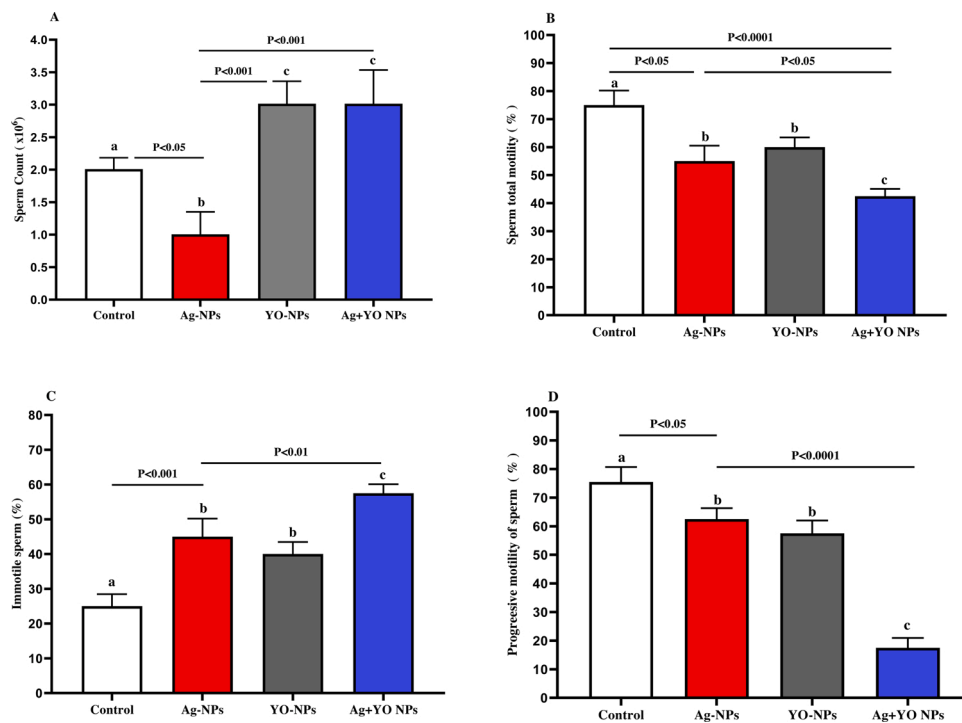 A
Sperm Count ( x10⁶)
4.0
3.5
3.0
2.5
2.0
1.5
1.0
0.5
0.0
P<0.001
P<0.001
P<0.05
a
b
c
c
Control
Ag-NPs
YO-NPs
Ag+YO NPs
B
Sperm total motility ( % )
100
90
80
70
60
50
40
30
20
10
0
P<0.0001
P<0.05
P<0.05
a
b
b
c
Control
Ag-NPs
YO-NPs
Ag+YO NPs
C
Immotile sperm (%)
80
70
60
50
40
30
20
10
0
P<0.01
P<0.001
a
b
b
c
Control
Ag-NPs
YO-NPs
Ag+YO NPs
D
Progreesive motility of sperm ( % )
100
90
80
70
60
50
40
30
20
10
0
P<0.05
P<0.0001
a
b
b
c
Control
Ag-NPs
YO-NPs
Ag+YO NPs